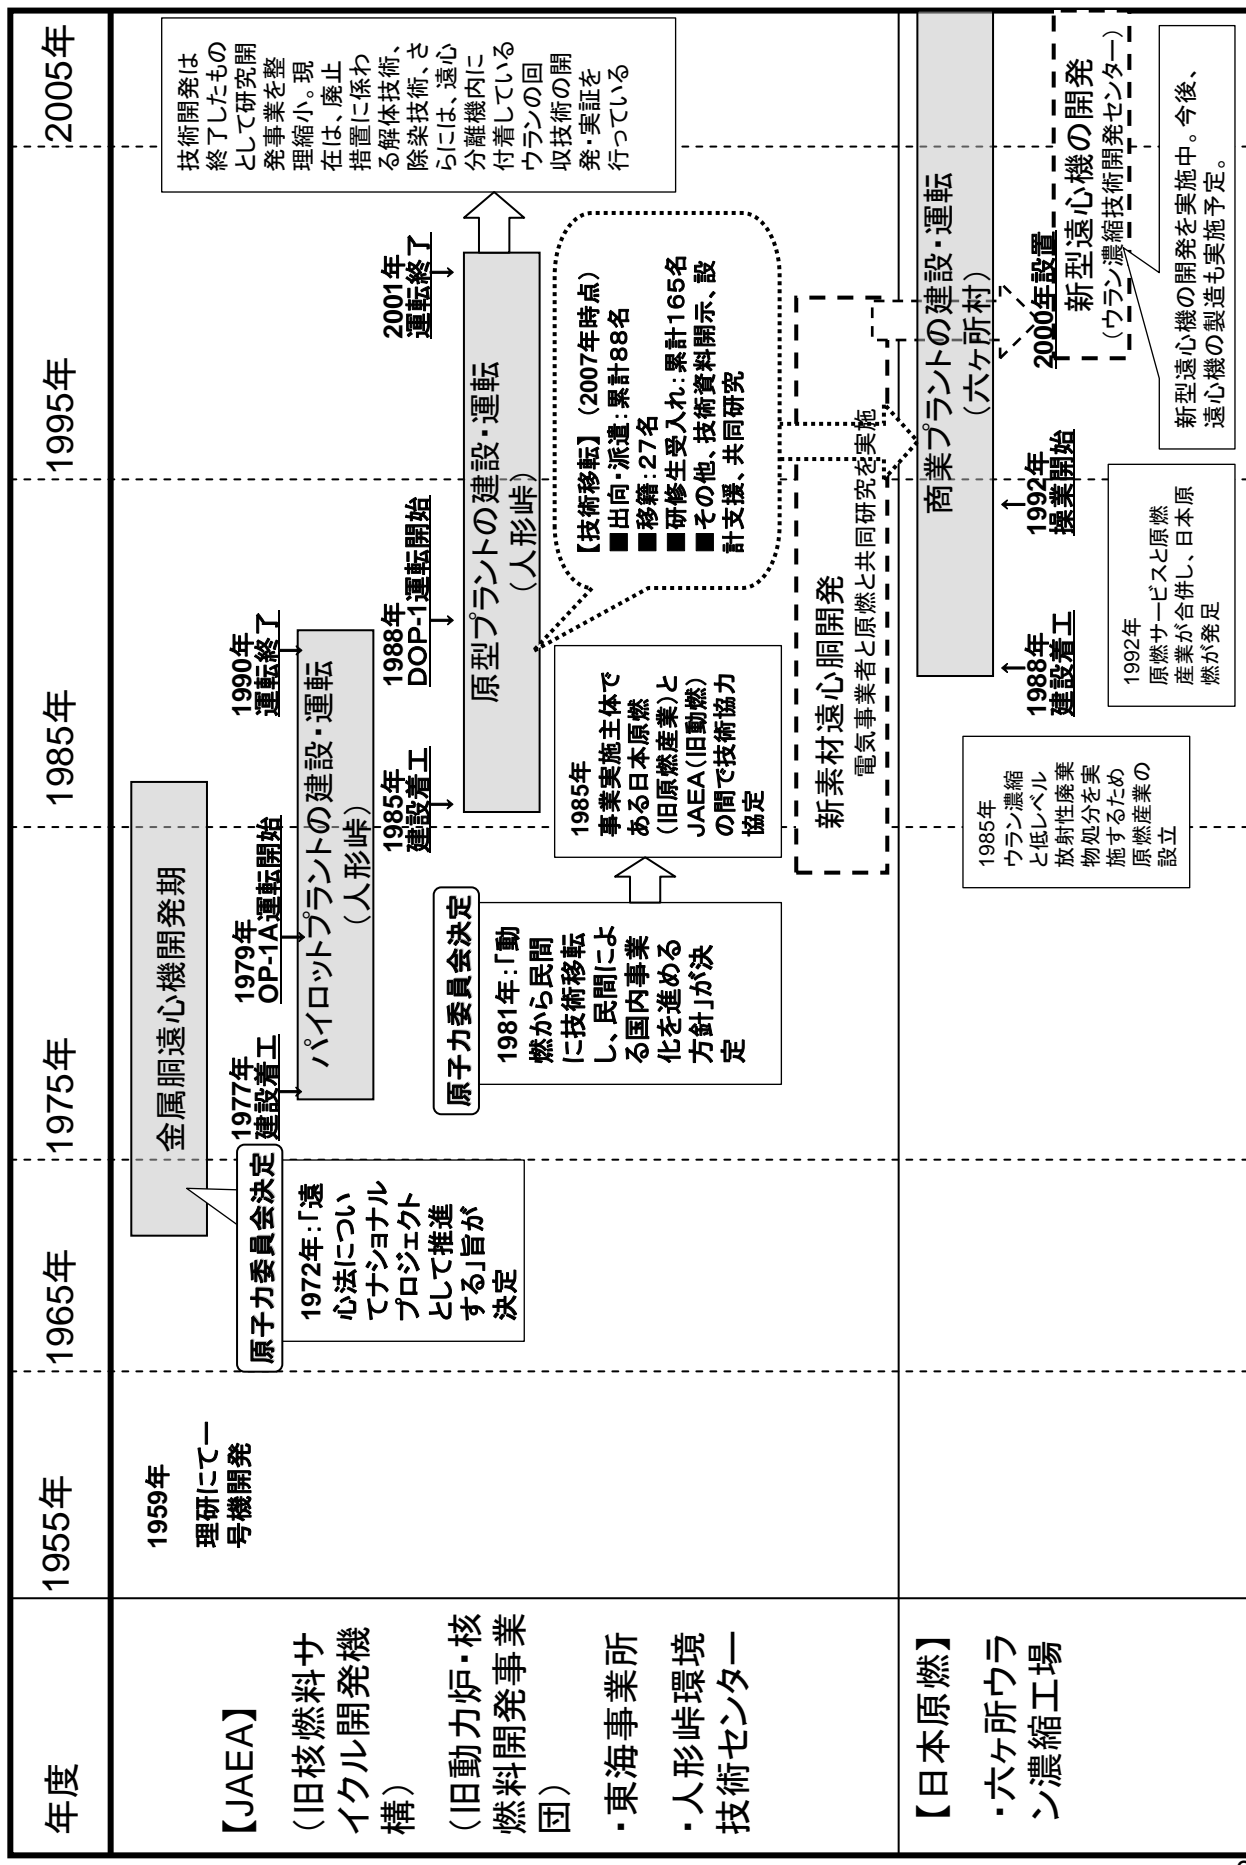 年度
1955年
1965年
1975年
1985年
1995年
2005年
【JAEA】
(旧核燃料サ
イクル開発機
構)
(旧動力炉・核
燃料開発事業
団)
・東海事業所
・人形峠環境
技術センター
1959年
理研にて一
号機開発
金属胴遠心機開発期
原子力委員会決定
1972年:「遠
心法につい
てナショナル
プロジェクト
として推進
する」旨が
決定
1977年
建設着工
1979年
OP-1A運転開始
1990年
運転終了
パイロットプラントの建設・運転
(人形峠)
原子力委員会決定
1981年:「動
燃から民間
に技術移転
し、民間によ
る国内事業
化を進める
方針」が決
定
1985年
建設着工
1988年
DOP-1運転開始
2001年
運転終了
原型プラントの建設・運転
(人形峠)
技術開発は
終了したもの
として研究開
発事業を整
理縮小。現
在は、廃止
措置に係わ
る解体技術、
除染技術、さ
らには、遠心
分離機内に
付着している
ウランの回
収技術の開
発・実証を
行っている
1985年
事業実施主体で
ある日本原燃
(旧原燃産業)と
JAEA(旧動燃)
の間で技術協力
協定
【技術移転】(2007年時点)
■出向・派遣:累計88名
■移籍:27名
■研修生受入れ:累計165名
■その他、技術資料開示、設
計支援、共同研究
新素材遠心胴開発
電気事業者と原燃と共同研究を実施
【日本原燃】
・六ヶ所ウラ
ン濃縮工場
商業プラントの建設・運転
(六ヶ所村)
1985年
ウラン濃縮
と低レベル
放射性廃棄
物処分を実
施するため
原燃産業の
設立
1988年
建設着工
1992年
操業開始
2000年設置
1992年
原燃サービスと原燃
産業が合併し、日本原
燃が発足
新型遠心機の開発
(ウラン濃縮技術開発センター)
新型遠心機の開発を実施中。今後、
遠心機の製造も実施予定。